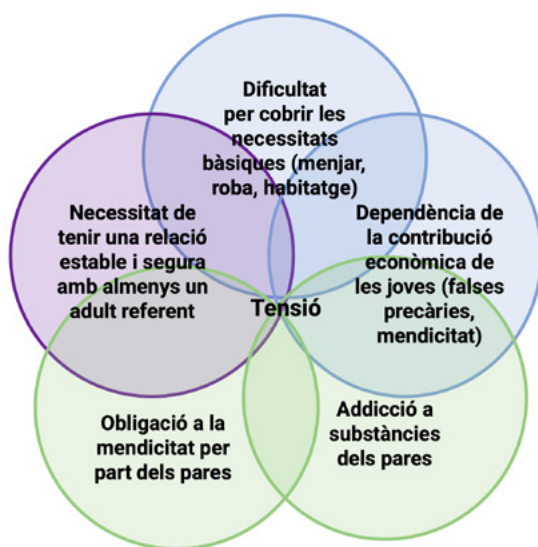 Dificultat
per cobrir les
necessitats
bàsiques (menjar,
roba, habitatge)
Necessitat de
tenir una relació
estable i segura
amb almenys un
adult referent
Dependència de
la contribució
econòmica de
les joves (falses
precàries,
mendicitat)
Tensió
Obligació a la
mendicitat per
part dels pares
Addicció a
substàncies
dels pares